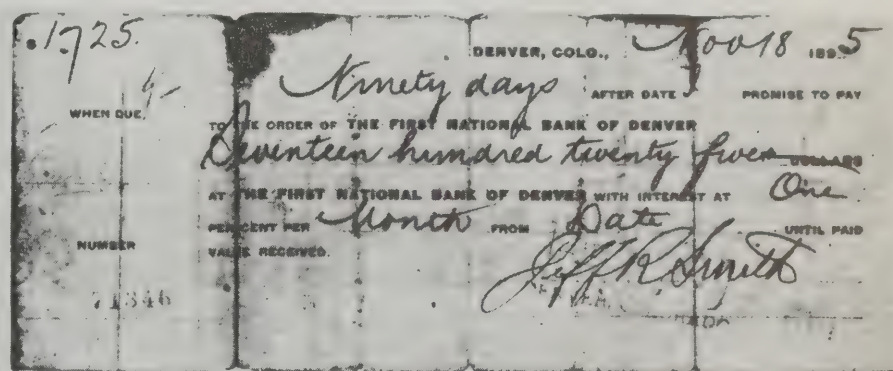 $1725. DENVER, COLO., Nov 18 1895
Ninety days AFTER DATE I PROMISE TO PAY
WHEN DUE,
TO THE ORDER OF THE FIRST NATIONAL BANK OF DENVER
Seventeen hundred twenty five DOLLARS
AT THE FIRST NATIONAL BANK OF DENVER WITH INTEREST AT One
PER CENT PER Month FROM Date UNTIL PAID
NUMBER VALUE RECEIVED.
Jeff R Smith
71346